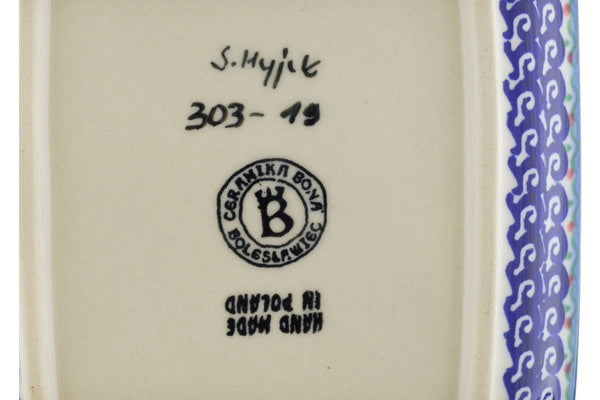 S. Hyjek
303-19
CERAMIKA BONA
B
BOLESŁAWIEC
HAND MADE
IN POLAND